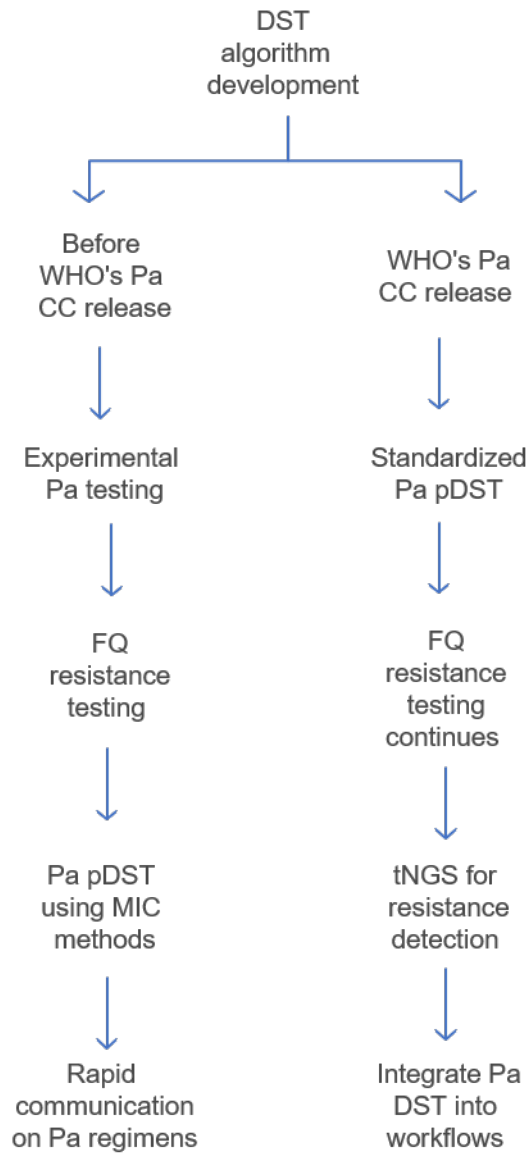 DST
algorithm
development
Before
WHO's Pa
CC release
Experimental
Pa testing
FQ
resistance
testing
Pa pDST
using MIC
methods
Rapid
communication
on Pa regimens
WHO's Pa
CC release
Standardized
Pa pDST
FQ
resistance
testing
continues
tNGS for
resistance
detection
Integrate Pa
DST into
workflows